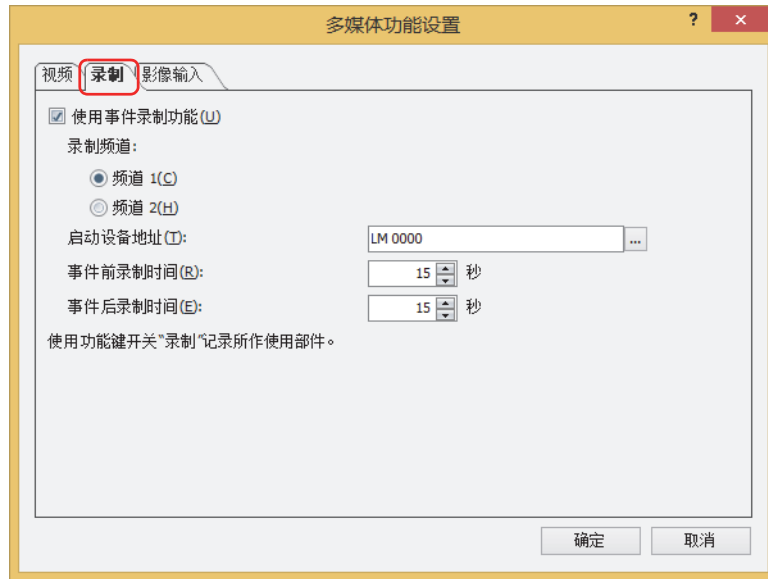 多媒体功能设置
? ×
视频 录制 影像输入
使用事件录制功能(U)
录制频道:
频道 1(C)
频道 2(H)
启动设备地址(T): LM 0000 ...
事件前录制时间(R): 15 秒
事件后录制时间(E): 15 秒
使用功能键开关“录制”记录所作使用部件。
确定 取消